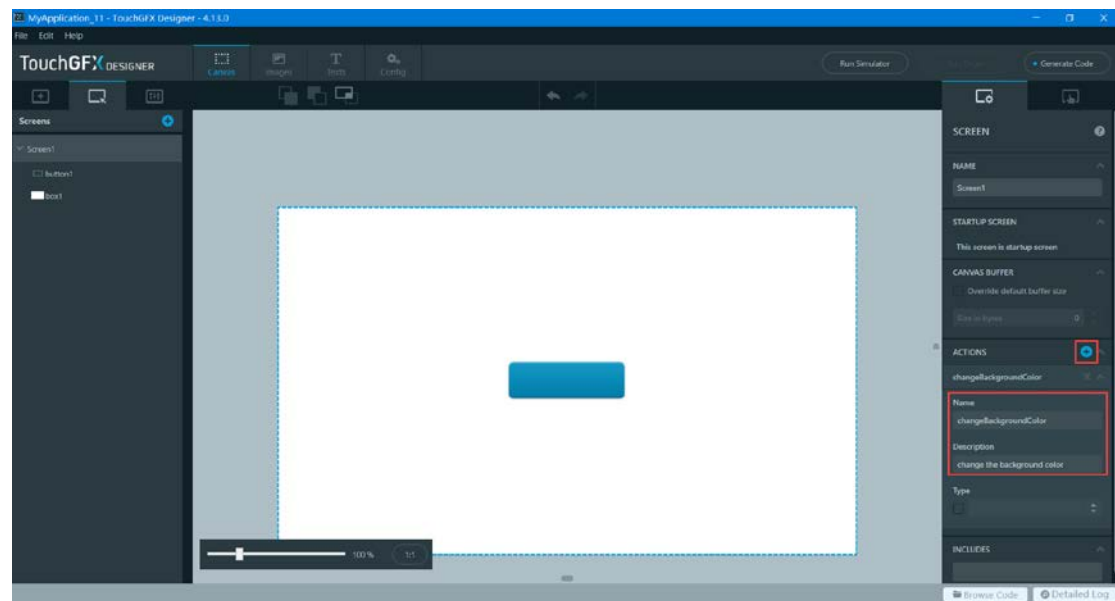 MyApplication_11 - TouchGFX Designer - 4.13.0
File Edit Help
TouchGFX DESIGNER
Canvas Images Texts Config
Run Simulator
Generate Code
Screens
Screen1
button1
box1
100 %
1:1
SCREEN
NAME
Screen1
STARTUP SCREEN
This screen is startup screen
CANVAS BUFFER
Override default buffer size
Size in bytes 0
ACTIONS
changeBackgroundColor
Name
changeBackgroundColor
Description
change the background color
Type
INCLUDES
Browse Code Detailed Log